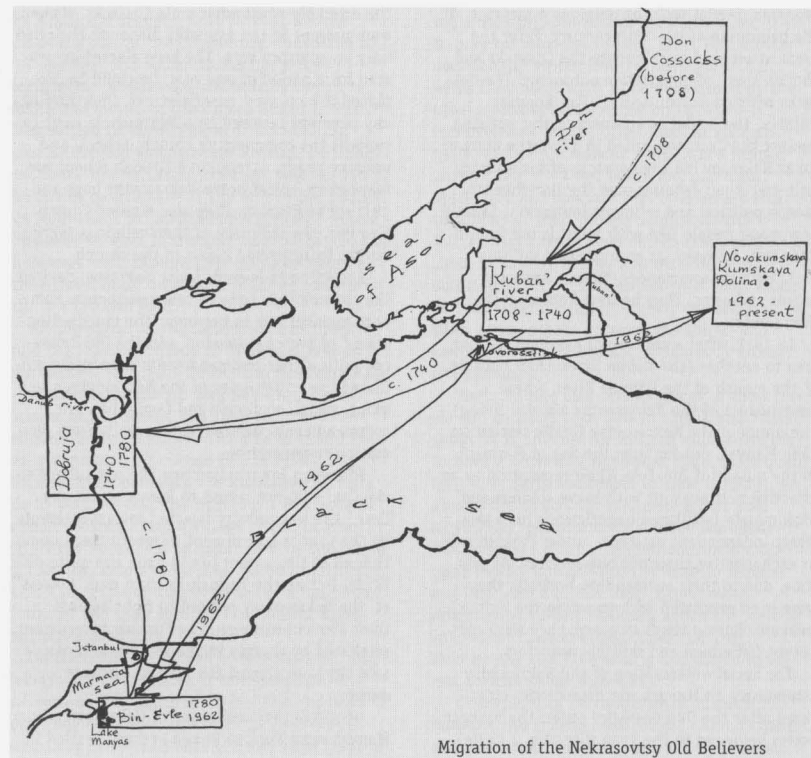 Don
Cossacks
(before
1708)
Don
river
c. 1708
sea
of Asov
Kuban'
river
1708 - 1740
Kuban'
Novokumskaya
Kumskaya
Dolina
1962 -
present
1962
Novorossiisk
c. 1740
Danube river
Dobruja
1740 -
1780
c. 1780
1962
1962
Black sea
Istanbul
Marmara
sea
Bin-Evle
1780
1962
Lake
Manyas
Migration of the Nekrasovtsy Old Believers